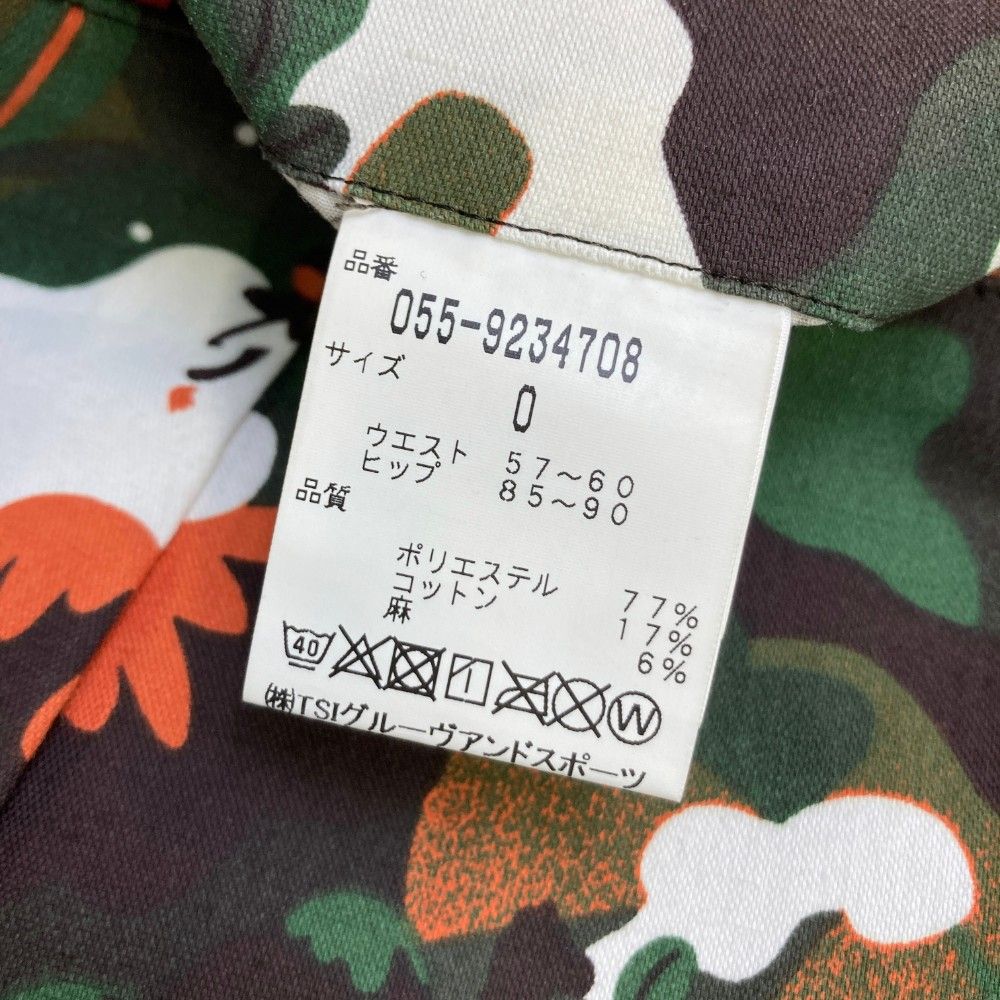 品番
055-9234708
サイズ
0
ウエスト 57～60
ヒップ 85～90
品質
ポリエステル 77%
コットン 17%
麻 6%
40 W
㈱TSIグルーヴアンドスポーツ